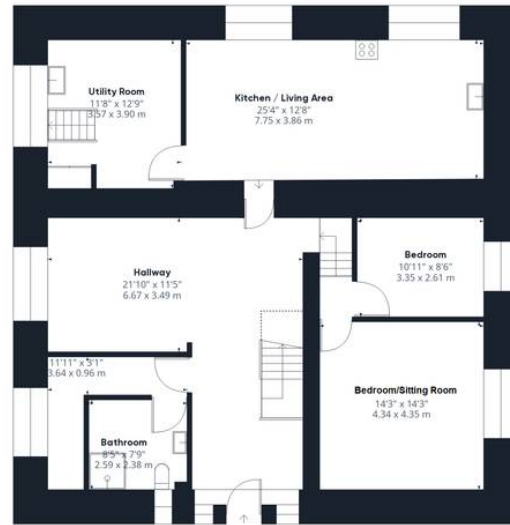 Utility Room
11'8" x 12'9"
3.57 x 3.90 m
Kitchen / Living Area
25'4" x 12'8"
7.75 x 3.86 m
Hallway
21'10" x 11'5"
6.67 x 3.49 m
Bedroom
10'11" x 8'6"
3.35 x 2.61 m
11'11" x 3'1"
3.64 x 0.96 m
Bedroom/Sitting Room
14'3" x 14'3"
4.34 x 4.35 m
Bathroom
8'5" x 7'9"
2.59 x 2.38 m